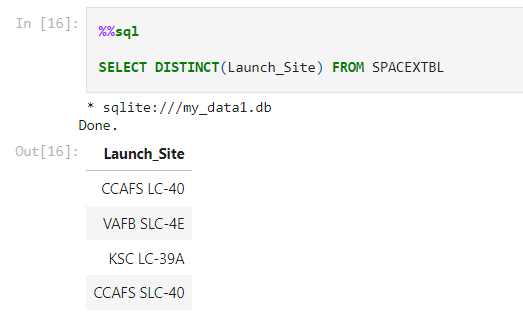 In [16]:
%%sql
SELECT DISTINCT(Launch_Site) FROM SPACEXTBL
* sqlite:///my_data1.db
Done.
Out[16]:
Launch_Site
CCAFS LC-40
VAFB SLC-4E
KSC LC-39A
CCAFS SLC-40